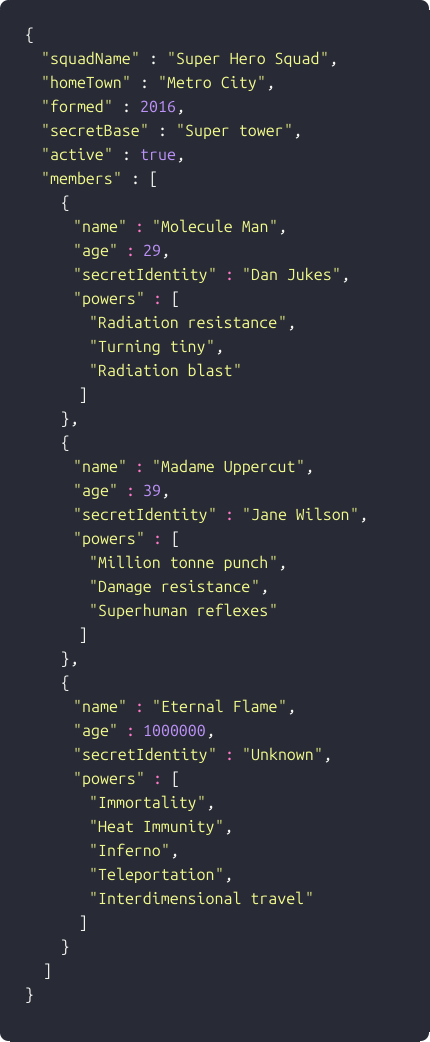 {
  "squadName" : "Super Hero Squad",
  "homeTown" : "Metro City",
  "formed" : 2016,
  "secretBase" : "Super tower",
  "active" : true,
  "members" : [
    {
      "name" : "Molecule Man",
      "age" : 29,
      "secretIdentity" : "Dan Jukes",
      "powers" : [
        "Radiation resistance",
        "Turning tiny",
        "Radiation blast"
      ]
    },
    {
      "name" : "Madame Uppercut",
      "age" : 39,
      "secretIdentity" : "Jane Wilson",
      "powers" : [
        "Million tonne punch",
        "Damage resistance",
        "Superhuman reflexes"
      ]
    },
    {
      "name" : "Eternal Flame",
      "age" : 1000000,
      "secretIdentity" : "Unknown",
      "powers" : [
        "Immortality",
        "Heat Immunity",
        "Inferno",
        "Teleportation",
        "Interdimensional travel"
      ]
    }
  ]
}